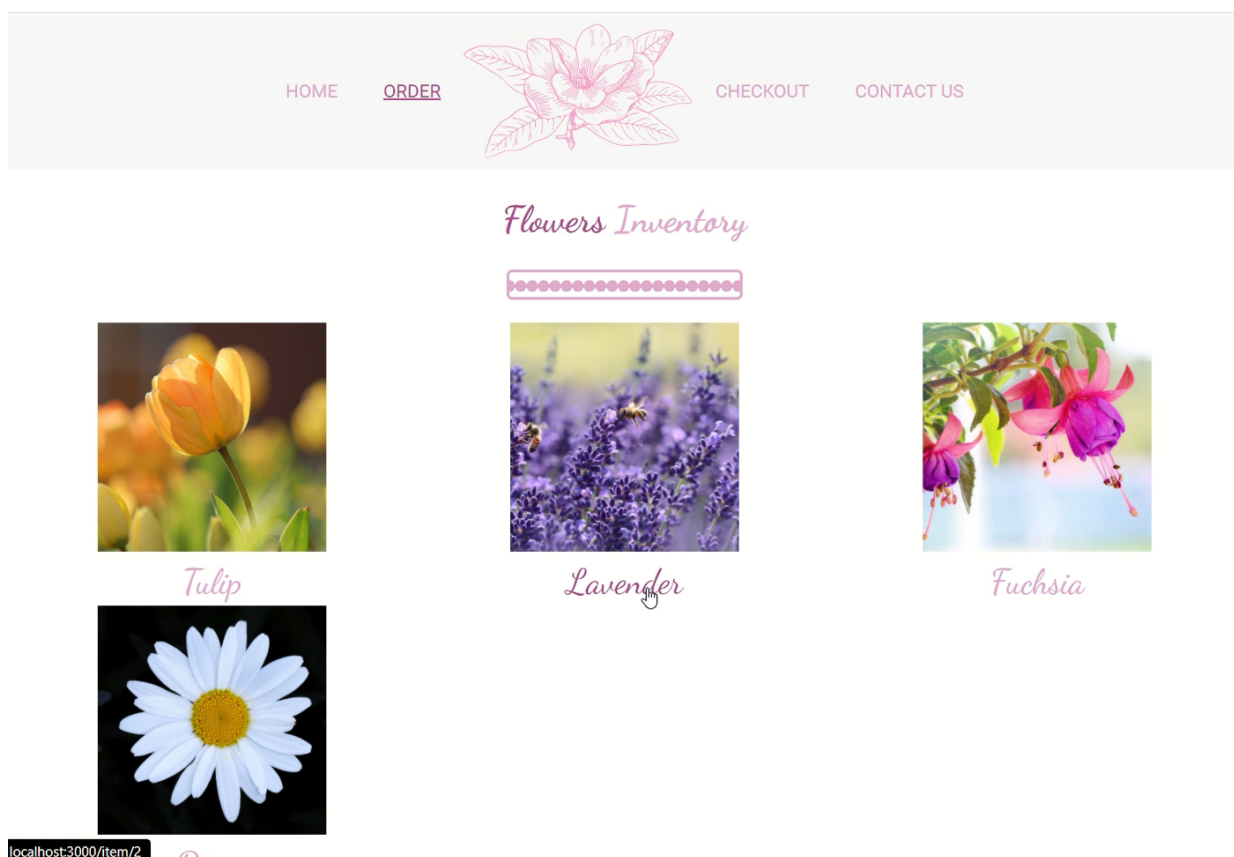 HOME ORDER CHECKOUT CONTACT US
Flowers Inventory
Tulip Lavender Fuchsia
localhost:3000/item/2